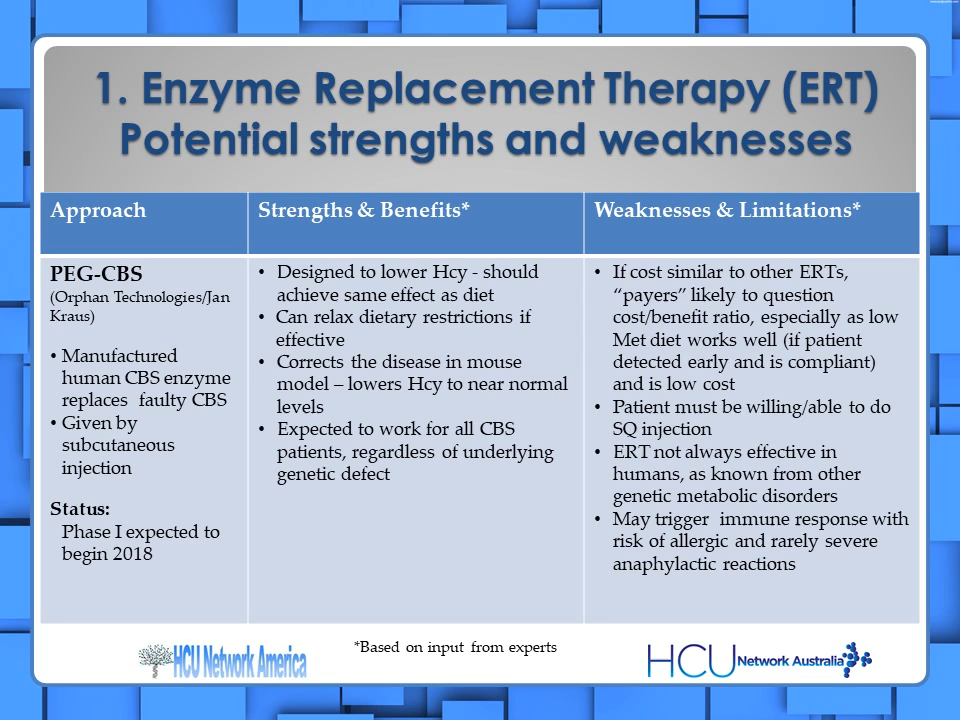 1. Enzyme Replacement Therapy (ERT)
Potential strengths and weaknesses
Approach
Strengths & Benefits*
Weaknesses & Limitations*
PEG-CBS
(Orphan Technologies/Jan
Kraus)
• Manufactured
human CBS enzyme
replaces faulty CBS
• Given by
subcutaneous
injection
Status:
Phase I expected to
begin 2018
• Designed to lower Hcy - should
achieve same effect as diet
• Can relax dietary restrictions if
effective
• Corrects the disease in mouse
model – lowers Hcy to near normal
levels
• Expected to work for all CBS
patients, regardless of underlying
genetic defect
• If cost similar to other ERTs,
“payers” likely to question
cost/benefit ratio, especially as low
Met diet works well (if patient
detected early and is compliant)
and is low cost
• Patient must be willing/able to do
SQ injection
• ERT not always effective in
humans, as known from other
genetic metabolic disorders
• May trigger immune response with
risk of allergic and rarely severe
anaphylactic reactions
HCU Network America
*Based on input from experts
HCU Network Australia